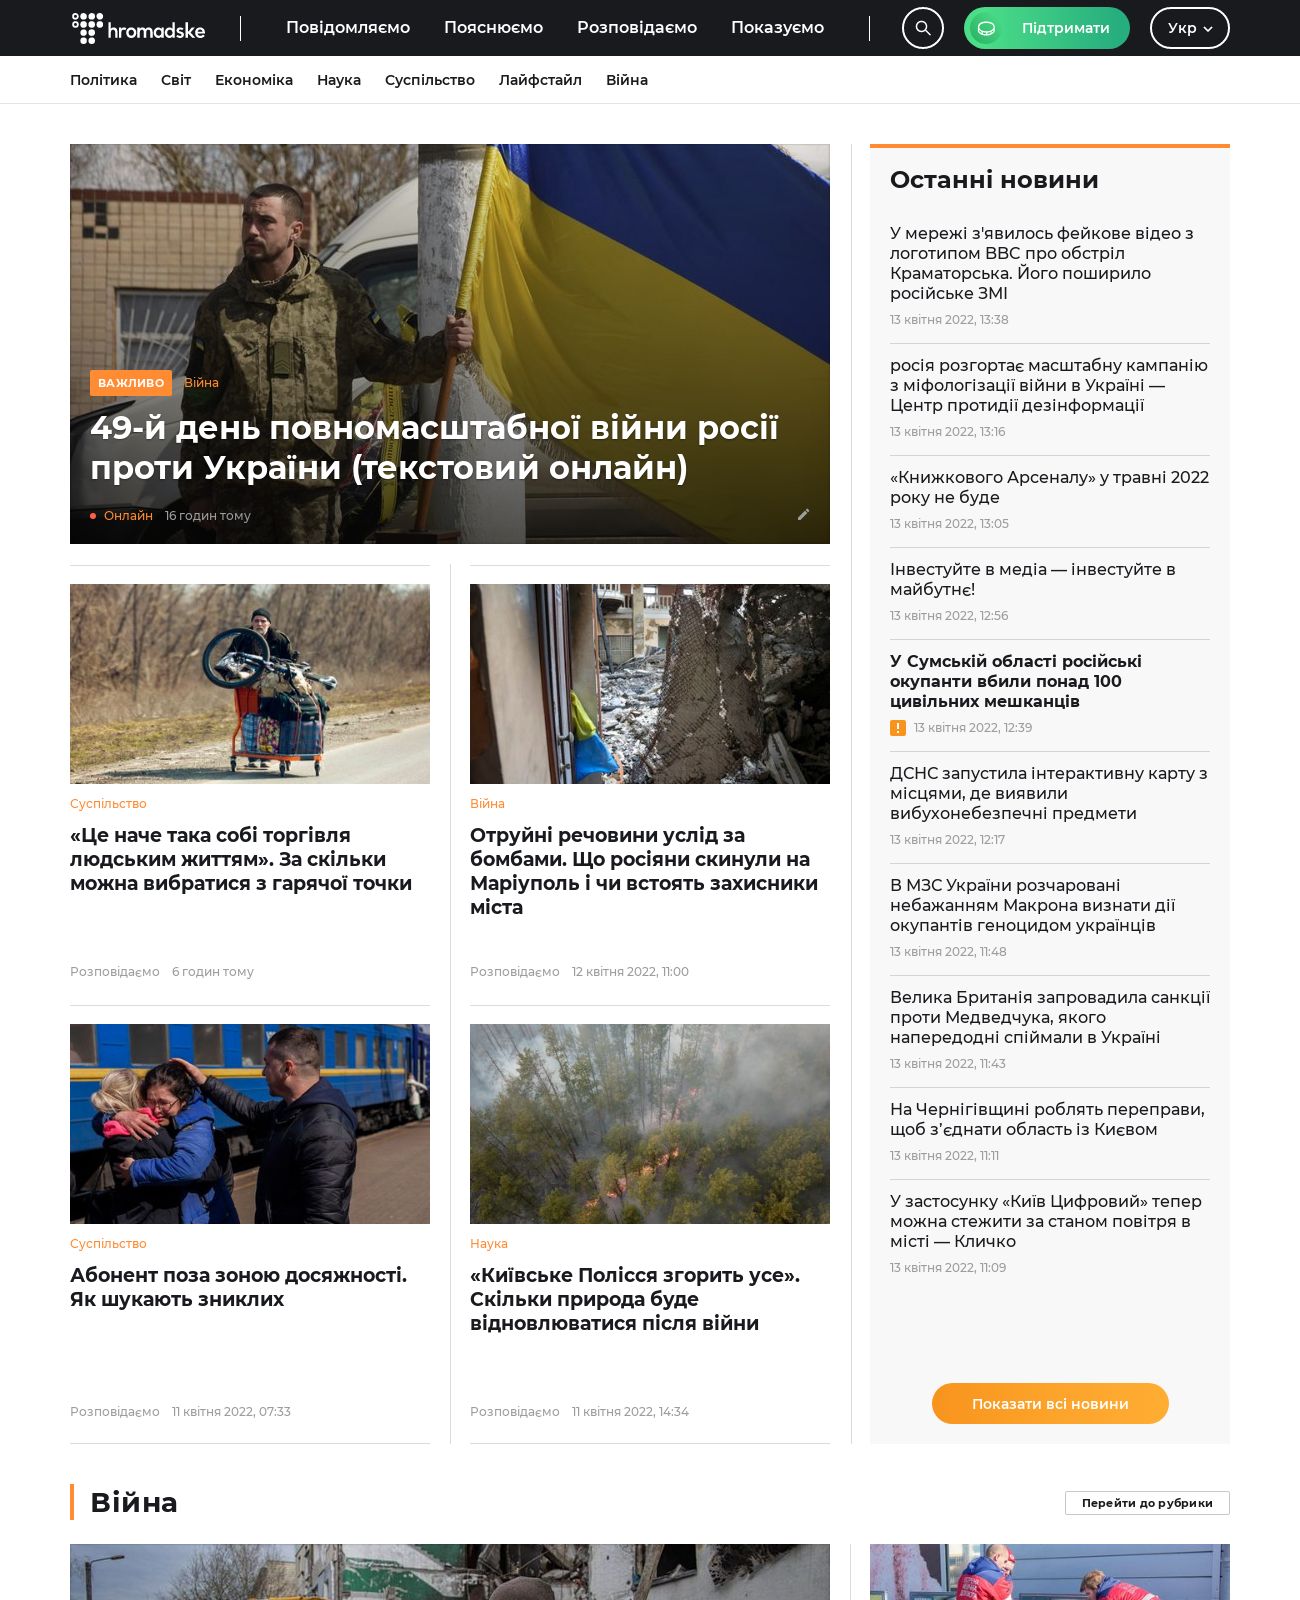 hromadske
Повідомляємо
Пояснюємо
Розповідаємо
Показуємо
Підтримати
Укр
Політика
Світ
Економіка
Наука
Суспільство
Лайфстайл
Війна
ВАЖЛИВО
Війна
49-й день повномасштабної війни росії
проти України (текстовий онлайн)
Онлайн
16 годин тому
Суспільство
«Це наче така собі торгівля
людським життям». За скільки
можна вибратися з гарячої точки
Розповідаємо
6 годин тому
Війна
Отруйні речовини услід за
бомбами. Що росіяни скинули на
Маріуполь і чи встоять захисники
міста
Розповідаємо
12 квітня 2022, 11:00
Суспільство
Абонент поза зоною досяжності.
Як шукають зниклих
Розповідаємо
11 квітня 2022, 07:33
Наука
«Київське Полісся згорить усе».
Скільки природа буде
відновлюватися після війни
Розповідаємо
11 квітня 2022, 14:34
Останні новини
У мережі з'явилось фейкове відео з
логотипом BBC про обстріл
Краматорська. Його поширило
російське ЗМІ
13 квітня 2022, 13:38
росія розгортає масштабну кампанію
з міфологізації війни в Україні —
Центр протидії дезінформації
13 квітня 2022, 13:16
«Книжкового Арсеналу» у травні 2022
року не буде
13 квітня 2022, 13:05
Інвестуйте в медіа — інвестуйте в
майбутнє!
13 квітня 2022, 12:56
У Сумській області російські
окупанти вбили понад 100
цивільних мешканців
13 квітня 2022, 12:39
ДСНС запустила інтерактивну карту з
місцями, де виявили
вибухонебезпечні предмети
13 квітня 2022, 12:17
В МЗС України розчаровані
небажанням Макрона визнати дії
окупантів геноцидом українців
13 квітня 2022, 11:48
Велика Британія запровадила санкції
проти Медведчука, якого
напередодні спіймали в Україні
13 квітня 2022, 11:43
На Чернігівщині роблять переправи,
щоб з’єднати область із Києвом
13 квітня 2022, 11:11
У застосунку «Київ Цифровий» тепер
можна стежити за станом повітря в
місті — Кличко
13 квітня 2022, 11:09
Показати всі новини
Війна
Перейти до рубрики